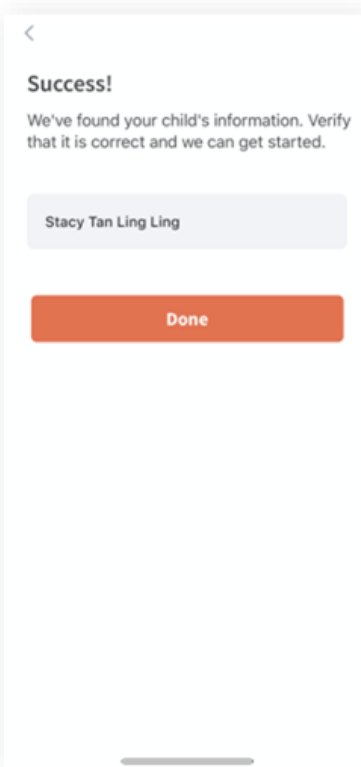 Success!
We've found your child's information. Verify
that it is correct and we can get started.
Stacy Tan Ling Ling
Done